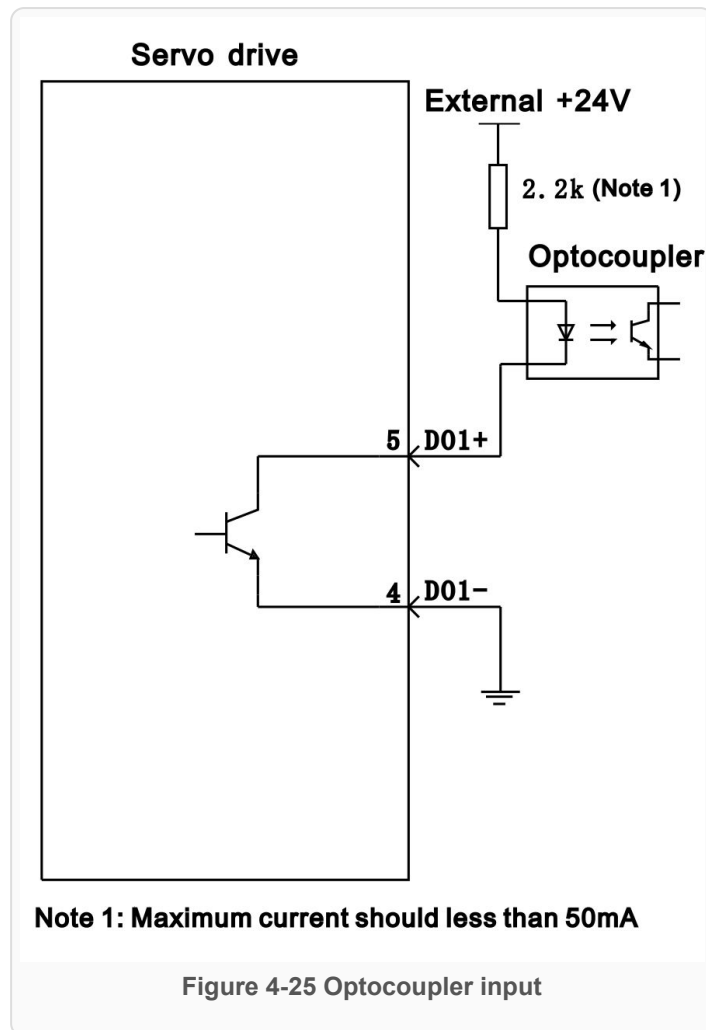 Servo drive
External +24V
2.2k (Note 1)
Optocoupler
5 DO1+
4 DO1-
Note 1: Maximum current should less than 50mA
Figure 4-25 Optocoupler input